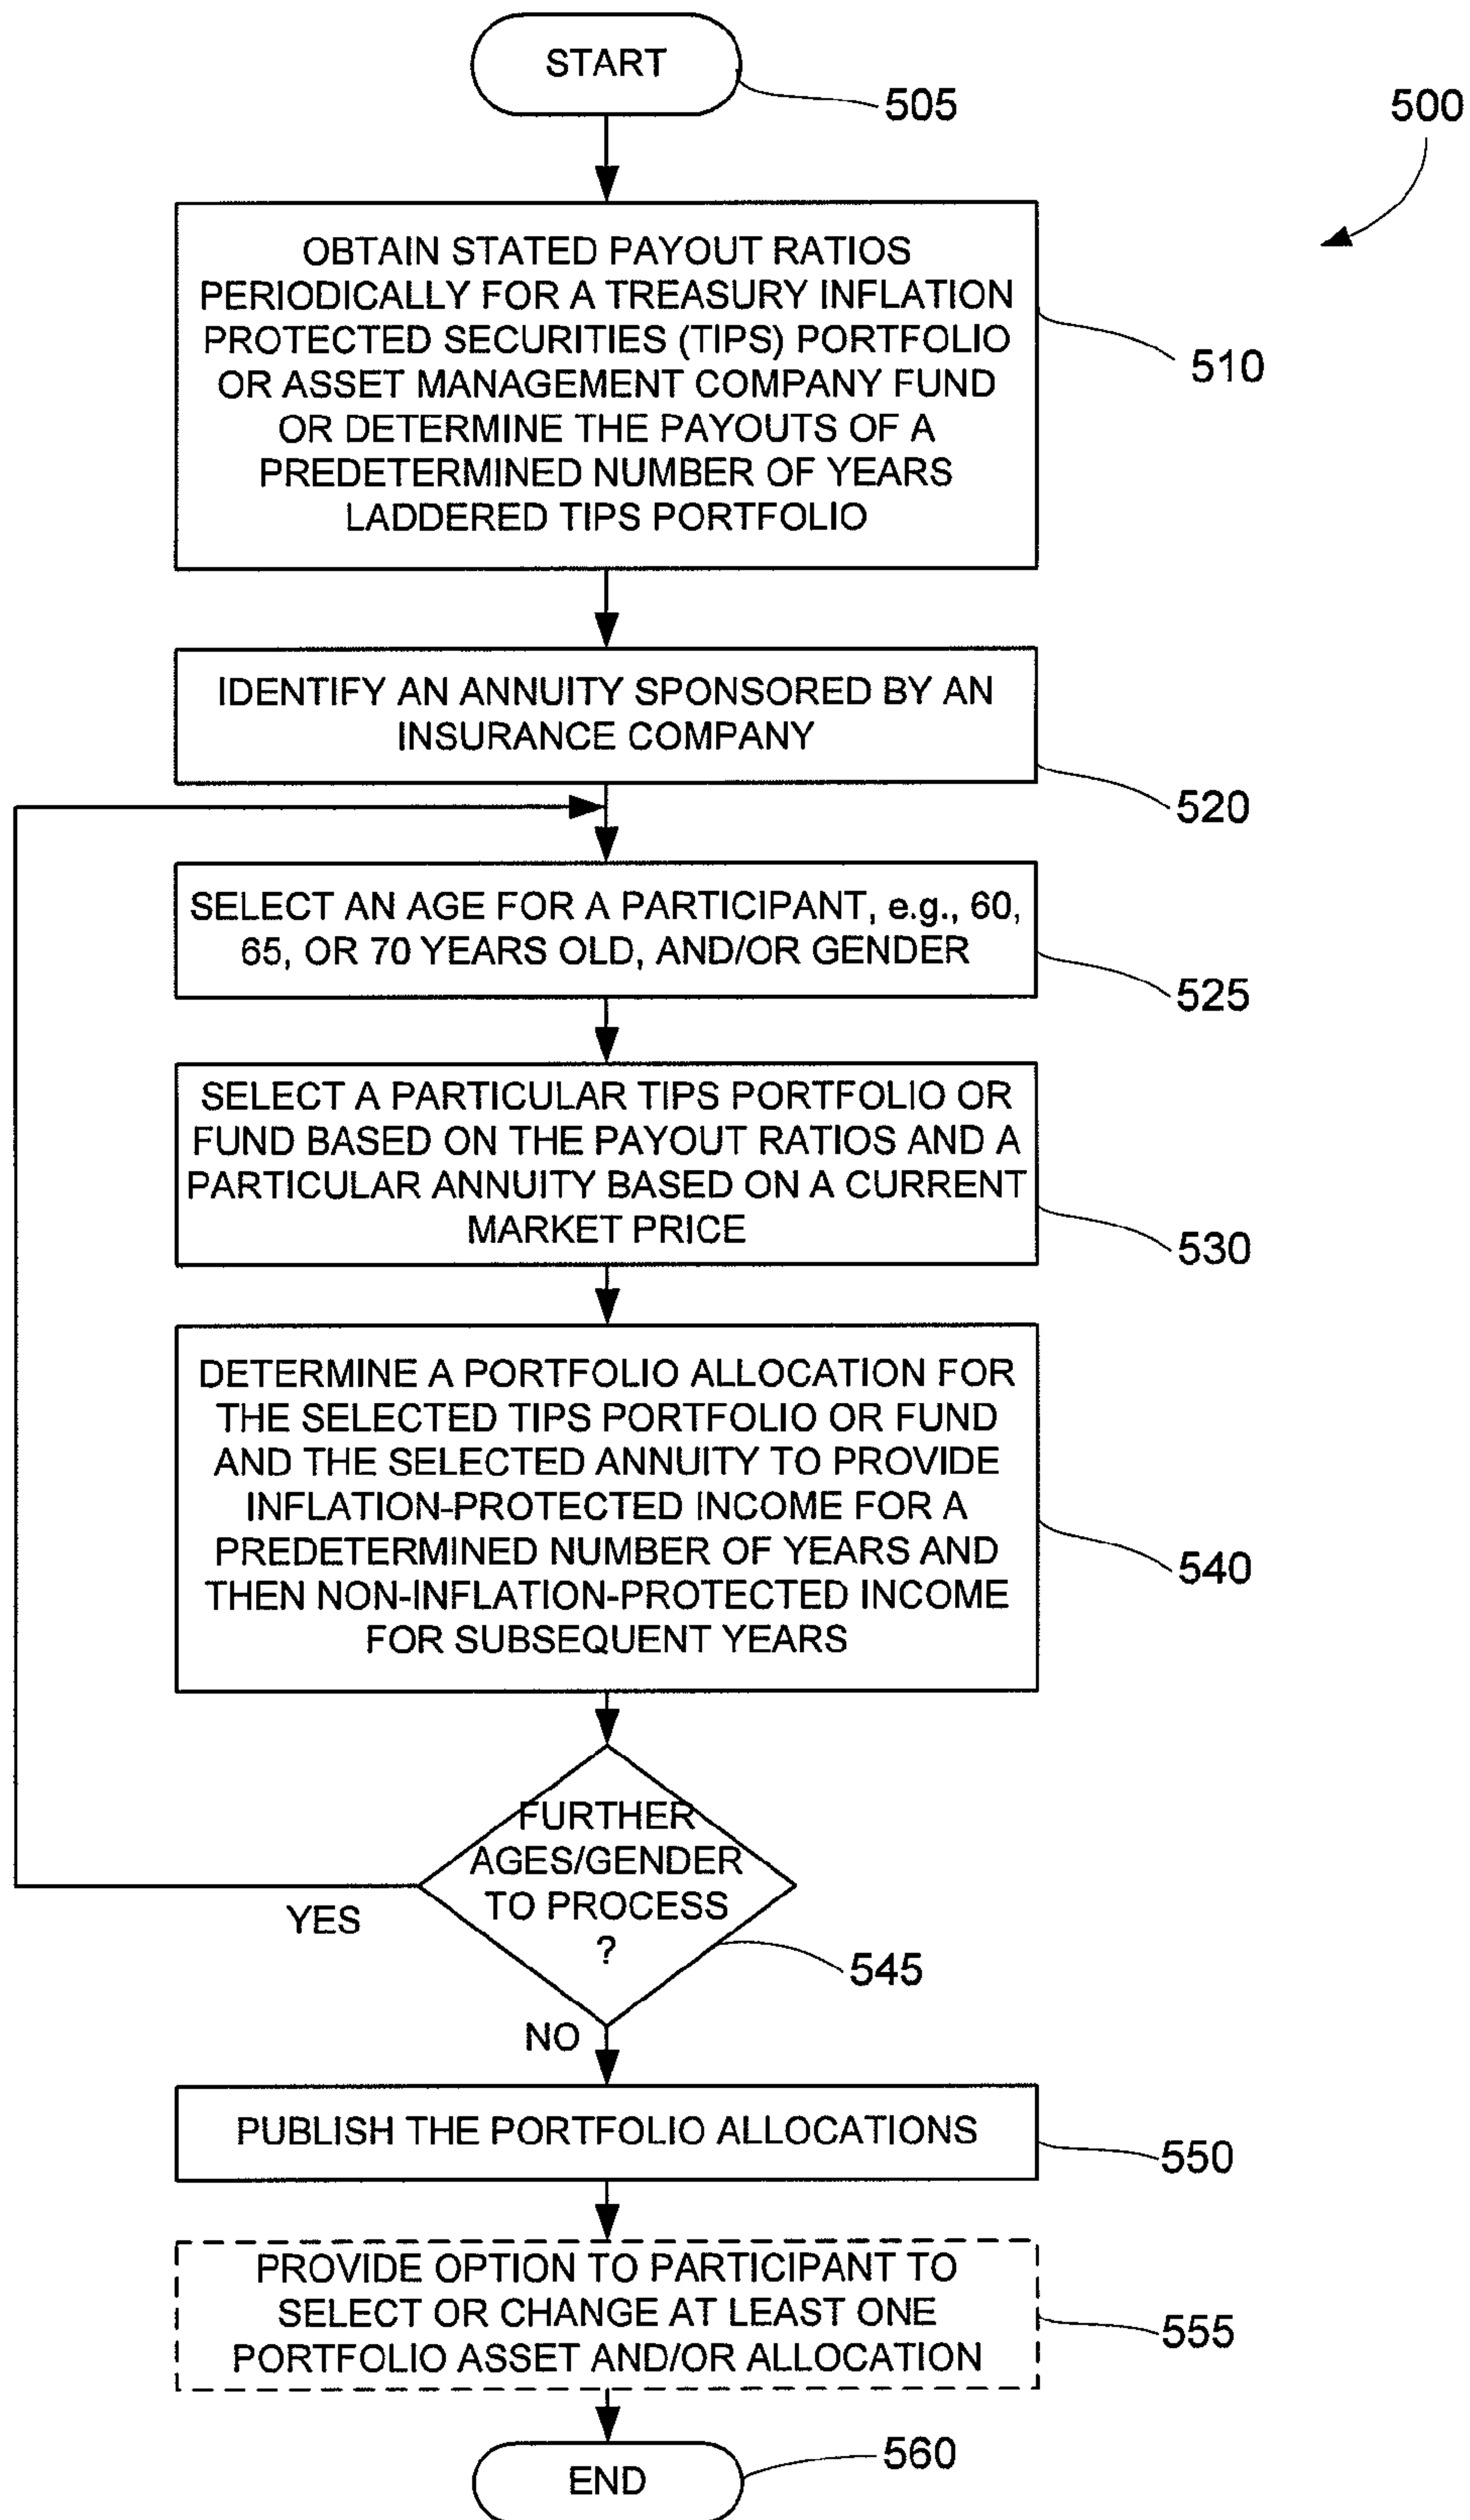 START
505
500
OBTAIN STATED PAYOUT RATIOS
PERIODICALLY FOR A TREASURY INFLATION
PROTECTED SECURITIES (TIPS) PORTFOLIO
OR ASSET MANAGEMENT COMPANY FUND
OR DETERMINE THE PAYOUTS OF A
PREDETERMINED NUMBER OF YEARS
LADDERED TIPS PORTFOLIO
510
IDENTIFY AN ANNUITY SPONSORED BY AN
INSURANCE COMPANY
520
SELECT AN AGE FOR A PARTICIPANT, e.g., 60,
65, OR 70 YEARS OLD, AND/OR GENDER
525
SELECT A PARTICULAR TIPS PORTFOLIO OR
FUND BASED ON THE PAYOUT RATIOS AND A
PARTICULAR ANNUITY BASED ON A CURRENT
MARKET PRICE
530
DETERMINE A PORTFOLIO ALLOCATION FOR
THE SELECTED TIPS PORTFOLIO OR FUND
AND THE SELECTED ANNUITY TO PROVIDE
INFLATION-PROTECTED INCOME FOR A
PREDETERMINED NUMBER OF YEARS AND
THEN NON-INFLATION-PROTECTED INCOME
FOR SUBSEQUENT YEARS
540
FURTHER
AGES/GENDER
TO PROCESS
?
YES
545
NO
PUBLISH THE PORTFOLIO ALLOCATIONS
550
PROVIDE OPTION TO PARTICIPANT TO
SELECT OR CHANGE AT LEAST ONE
PORTFOLIO ASSET AND/OR ALLOCATION
555
END
560